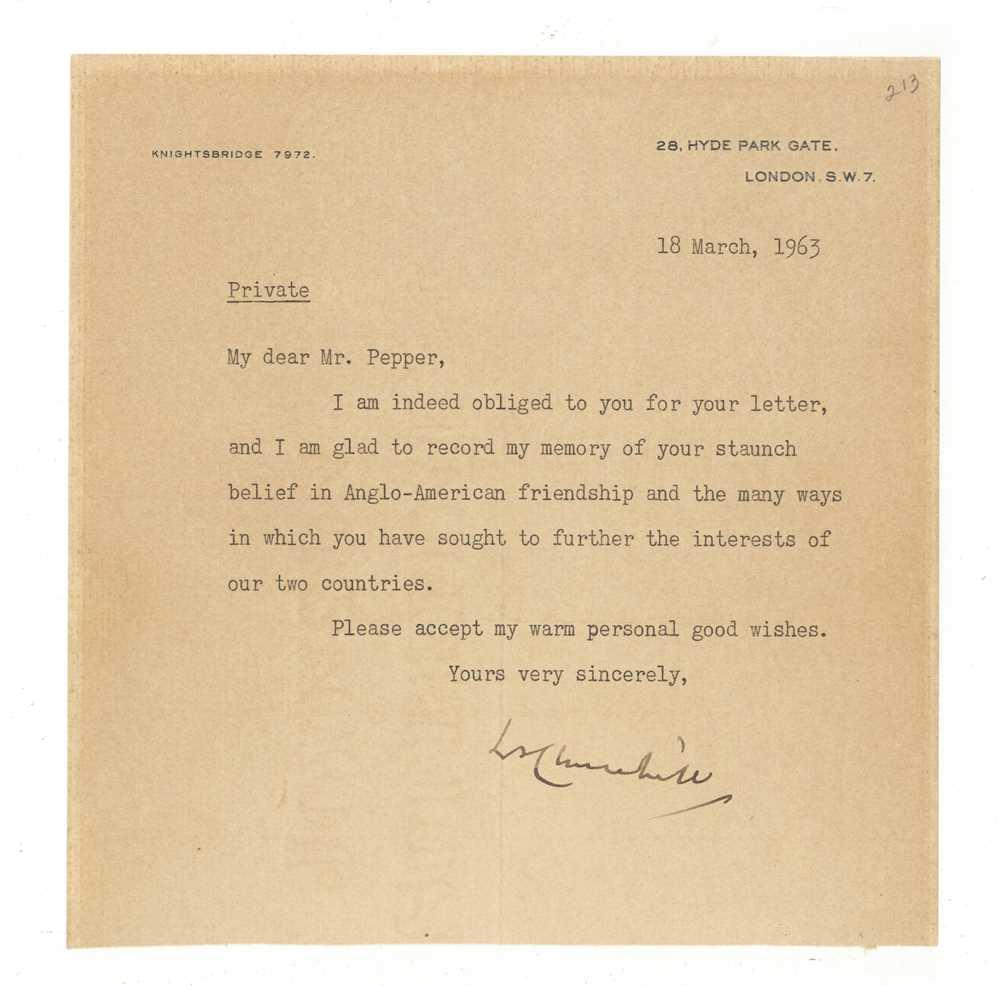 213
KNIGHTSBRIDGE 7972.
28, HYDE PARK GATE,
LONDON. S.W.7.
18 March, 1963
Private
My dear Mr. Pepper,
I am indeed obliged to you for your letter,
and I am glad to record my memory of your staunch
belief in Anglo-American friendship and the many ways
in which you have sought to further the interests of
our two countries.
Please accept my warm personal good wishes.
Yours very sincerely,
WSChurchill